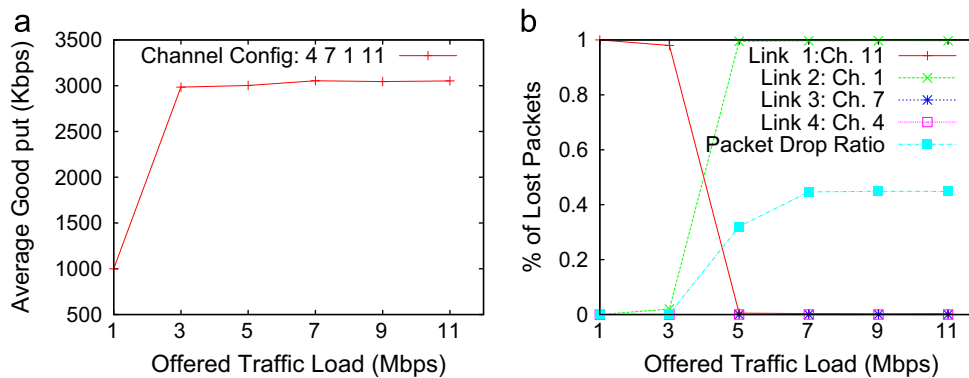 a
Average Good put (Kbps)
3500
3000
2500
2000
1500
1000
500
Channel Config: 4 7 1 11
1 3 5 7 9 11
Offered Traffic Load (Mbps)
b
% of Lost Packets
1
0.8
0.6
0.4
0.2
0
Link 1:Ch. 11
Link 2: Ch. 1
Link 3: Ch. 7
Link 4: Ch. 4
Packet Drop Ratio
1 3 5 7 9 11
Offered Traffic Load (Mbps)